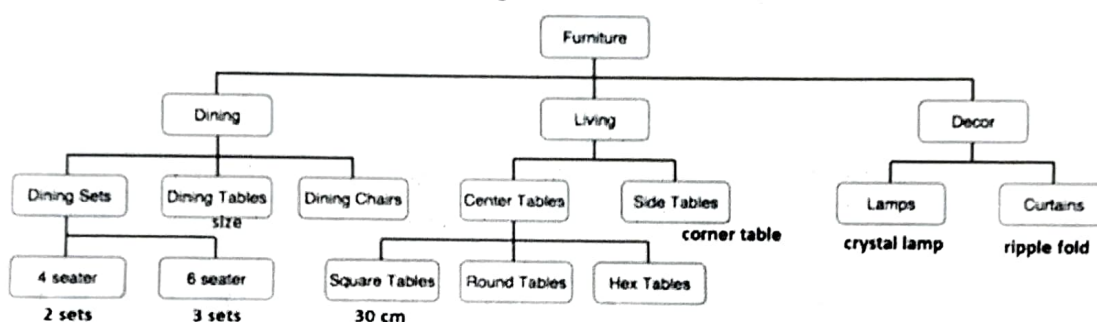 Furniture
Dining Living Decor
Dining Sets Dining Tables Dining Chairs Center Tables Side Tables Lamps Curtains
size corner table crystal lamp ripple fold
4 seater 6 seater Square Tables Round Tables Hex Tables
2 sets 3 sets 30 cm